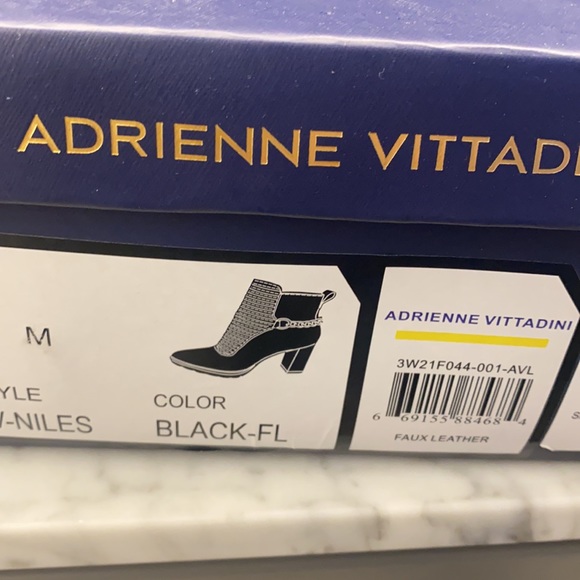 ADRIENNE VITTADI
M
YLE
-NILES
COLOR
BLACK-FL
ADRIENNE VITTADINI
3W21F044-001-AVL
6 69155 88468 4
FAUX LEATHER
S